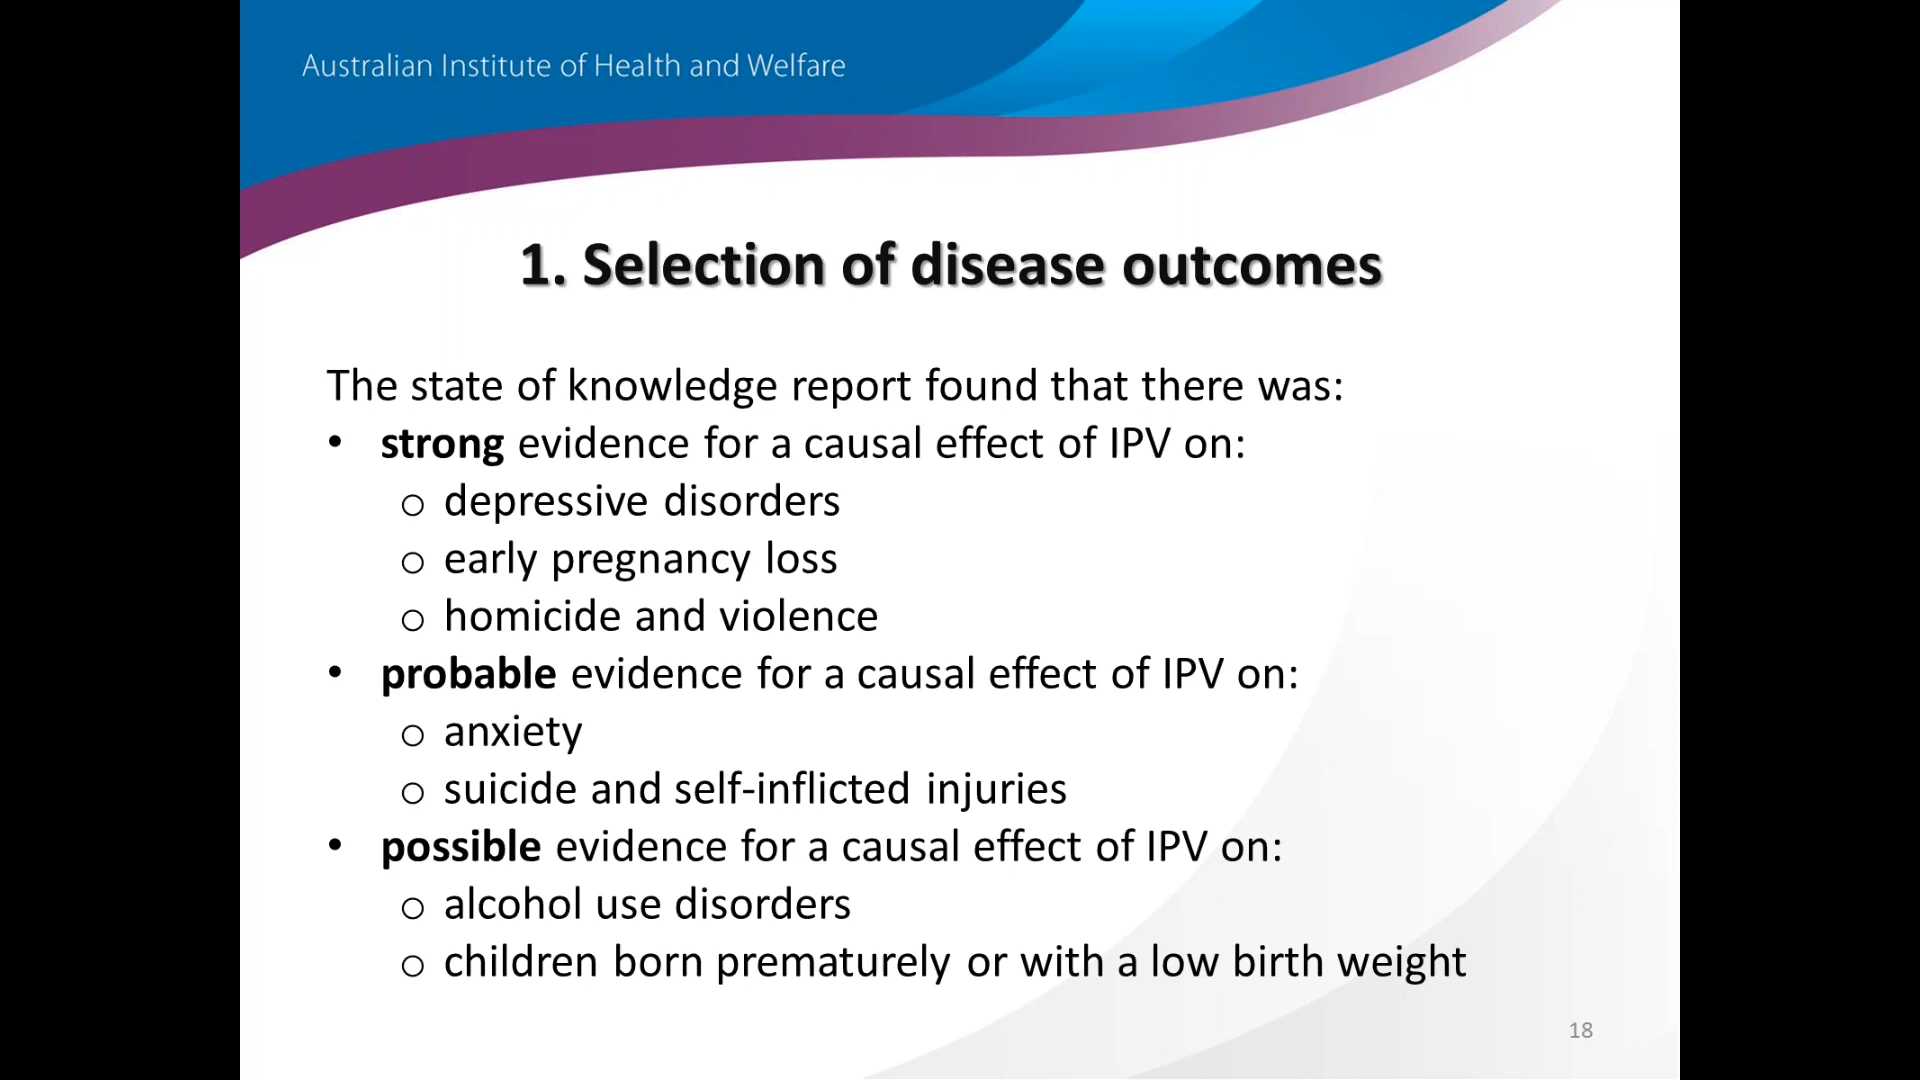 Australian Institute of Health and Welfare
1. Selection of disease outcomes
The state of knowledge report found that there was:
• strong evidence for a causal effect of IPV on:
o depressive disorders
o early pregnancy loss
o homicide and violence
• probable evidence for a causal effect of IPV on:
o anxiety
o suicide and self-inflicted injuries
• possible evidence for a causal effect of IPV on:
o alcohol use disorders
o children born prematurely or with a low birth weight
18